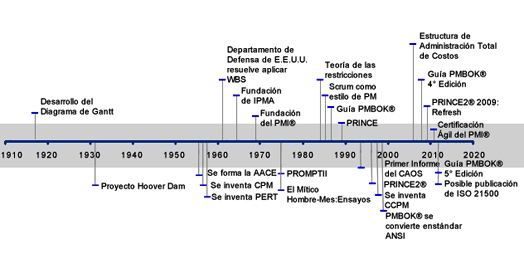 Estructura de
Administración Total
de Costos
Departamento de
Defensa de E.E.U.U.
resuelve aplicar
WBS
Teoría de las
restricciones
Guía PMBOK®
4° Edición
Scrum como
estilo de PM
Fundación
de IPMA
Desarrollo del
Diagrama de Gantt
Guía PMBOK®
PRINCE2® 2009:
Refresh
Fundación
del PMI®
PRINCE
Certificación
Ágil del PMI®
1910 1920 1930 1940 1950 1960 1970 1980 1990 2000 2010 2020
Primer Informe
del CAOS
Guía PMBOK®
5° Edición
Se forma la AACE
PROMPTII
Proyecto Hoover Dam
Se inventa CPM
PRINCE2®
Posible publicación
de ISO 21500
El Mítico
Hombre-Mes:Ensayos
Se inventa PERT
Se inventa
CCPM
PMBOK® se
convierte enstándar
ANSI